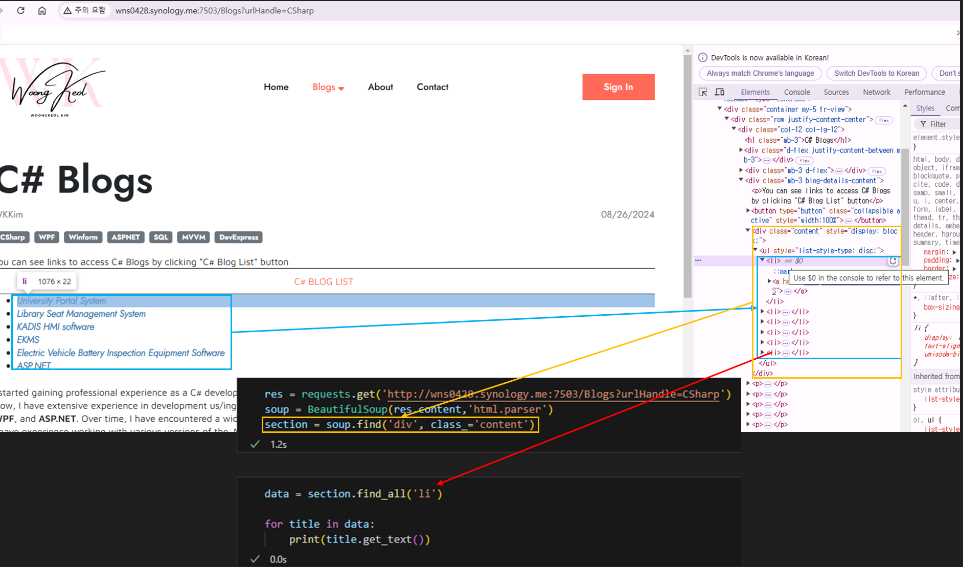 주의 요함
wns0428.synology.me:7503/Blogs?urlHandle=CSharp
Woong Keol
WOONGKEOL KIM
Home
Blogs
About
Contact
Sign In
C# Blogs
08/26/2024
CSharp
WPF
Winform
ASPNET
SQL
MVVM
DevExpress
You can see links to access C# Blogs by clicking "C# Blog List" button
li 1076 × 22
C# BLOG LIST
University Portal System
Library Seat Management System
KADIS HMI software
EKMS
Electric Vehicle Battery Inspection Equipment Software
ASP.NET
started gaining professional experience as a C# develop
ow, I have extensive experience in development us/ing
WPF, and ASP.NET. Over time, I have encountered a wid
DevTools is now available in Korean!
Always match Chrome's language
Switch DevTools to Korean
Don't s
Elements
Console
Sources
Network
Performance
<div class="container my-5 fr-view">
<div class="row justify-content-center"> flex
<div class="col-12 col-lg-12">
<h1 class="mb-3">C# Blogs</h1>
<div class="d-flex justify-content-between m
b-3">…</div> flex
<div class="mb-3 d-flex">…</div> flex
<div class="mb-3 blog-details-content">
<p>You can see links to access C# Blogs
by clicking "C# Blog List" button</p>
<button type="button" class="collapsible a
ctive" style="width:100%">…</button>
<div class="content" style="display: bloc
k;">
<ul style="list-style-type: disc;">
<li> == $0
Use $0 in the console to refer to this element.
</li>
<li>…</li>
<li>…</li>
<li>…</li>
<li>…</li>
</ul>
</div>
<p>…</p>
<p>…</p>
<p>…</p>
<p>…</p>
Styles
Com
Filter
element.style
}
html, body, d
object, ifram
blockquote, p
cite, code, d
samp, small,
u, i, center,
form, label,
thead, tr, th
details, embe
header, hgrou
summary, time
margin:
padding:
border:
*, ::after, :
box-sizing
}
li {
display:
text-align
unicode-bi
}
Inherited from
style attribut
list-style
}
ol, ul {
list-style
res = requests.get('http://wns0428.synology.me:7503/Blogs?urlHandle=CSharp')
soup = BeautifulSoup(res.content,'html.parser')
section = soup.find('div', class_='content')
1.2s
data = section.find_all('li')
for title in data:
print(title.get_text())
0.0s